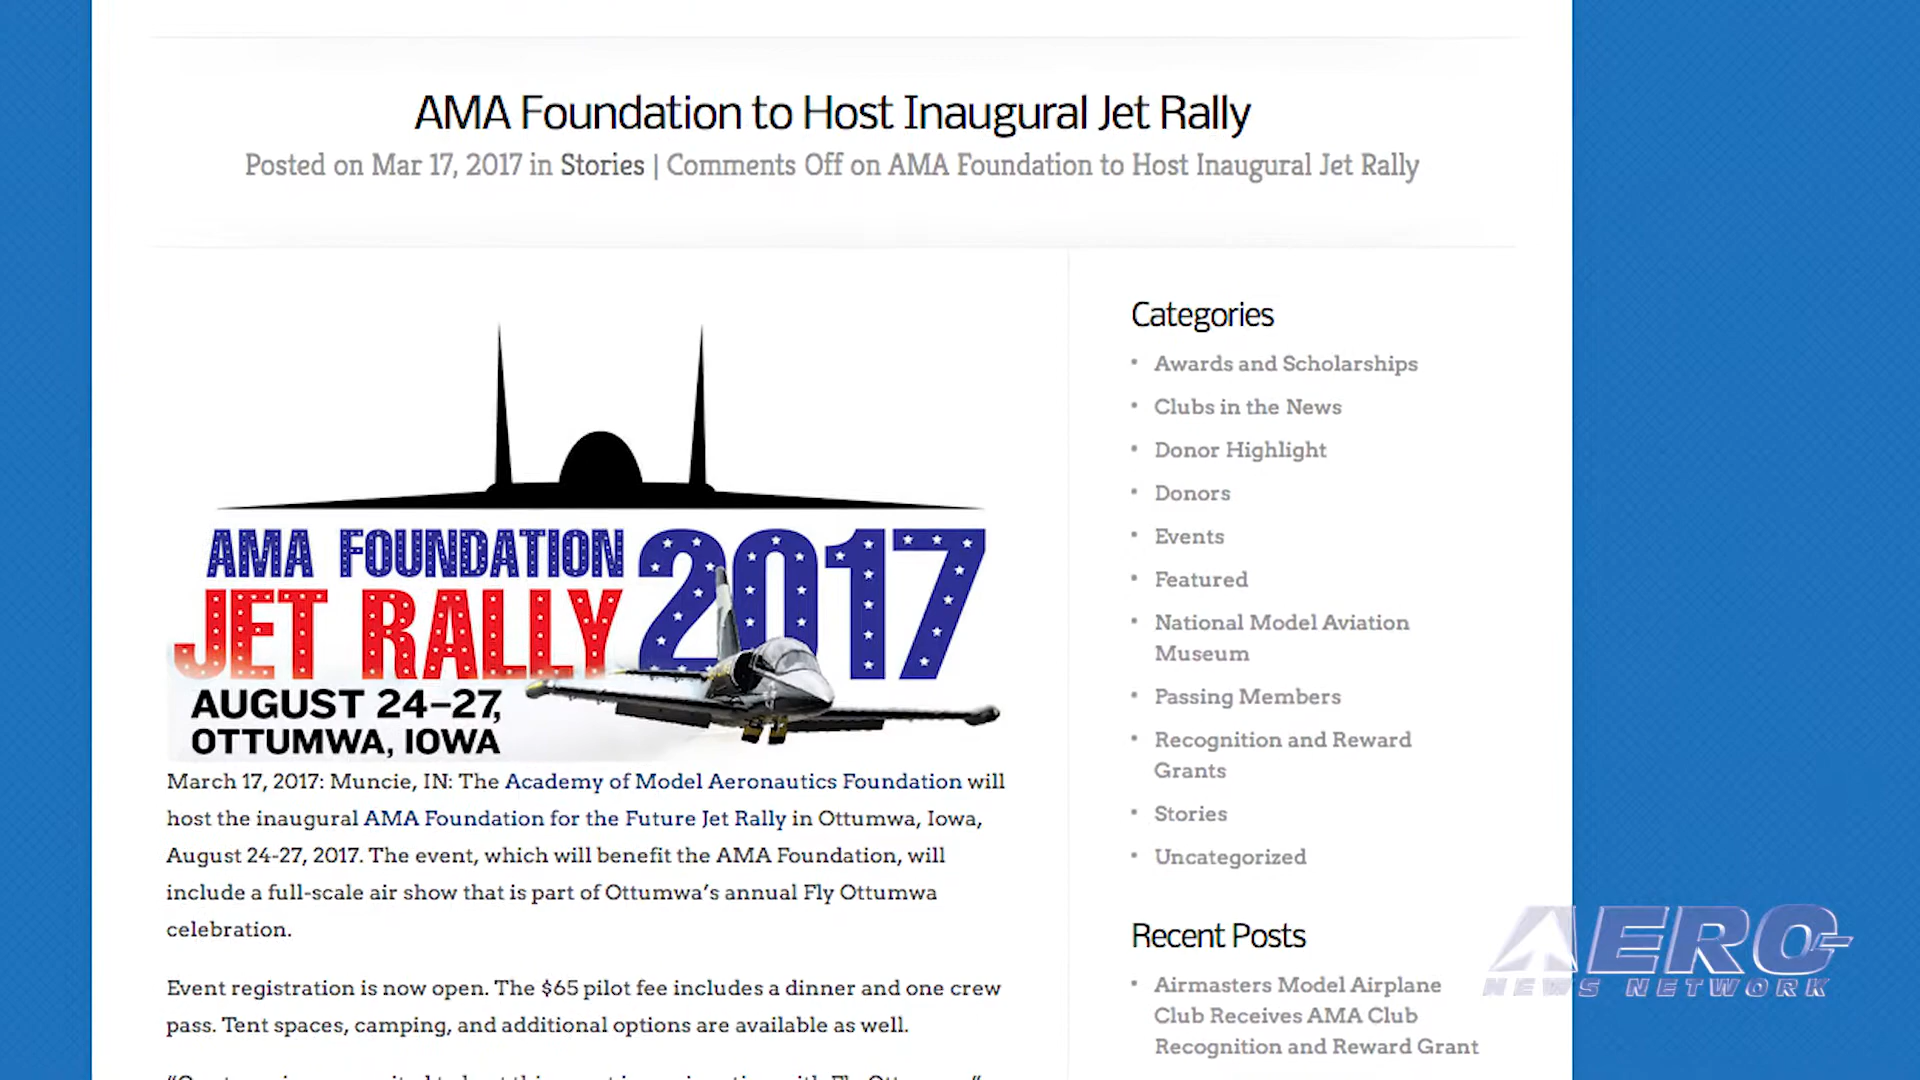 AMA Foundation to Host Inaugural Jet Rally
Posted on Mar 17, 2017 in Stories | Comments Off on AMA Foundation to Host Inaugural Jet Rally
AMA FOUNDATION
JET RALLY
2017
AUGUST 24–27,
OTTUMWA, IOWA
March 17, 2017: Muncie, IN: The Academy of Model Aeronautics Foundation will
host the inaugural AMA Foundation for the Future Jet Rally in Ottumwa, Iowa,
August 24-27, 2017. The event, which will benefit the AMA Foundation, will
include a full-scale air show that is part of Ottumwa’s annual Fly Ottumwa
celebration.
Event registration is now open. The $65 pilot fee includes a dinner and one crew
pass. Tent spaces, camping, and additional options are available as well.
Categories
Awards and Scholarships
Clubs in the News
Donor Highlight
Donors
Events
Featured
National Model Aviation
Museum
Passing Members
Recognition and Reward
Grants
Stories
Uncategorized
Recent Posts
Airmasters Model Airplane
Club Receives AMA Club
Recognition and Reward Grant
AERO-
NEWS NETWORK